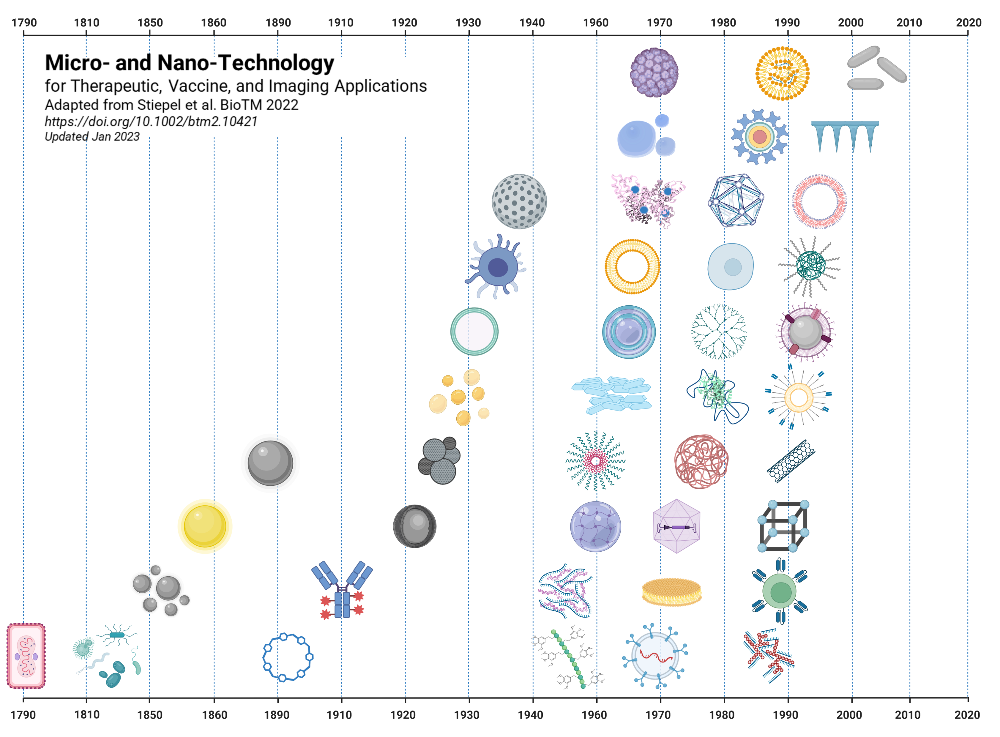 1790 1810 1850 1860 1890 1910 1920 1930 1940 1960 1970 1980 1990 2000 2010 2020
Micro- and Nano-Technology
for Therapeutic, Vaccine, and Imaging Applications
Adapted from Stiepel et al. BioTM 2022
https://doi.org/10.1002/btm2.10421
Updated Jan 2023
1790 1810 1850 1860 1890 1910 1920 1930 1940 1960 1970 1980 1990 2000 2010 2020